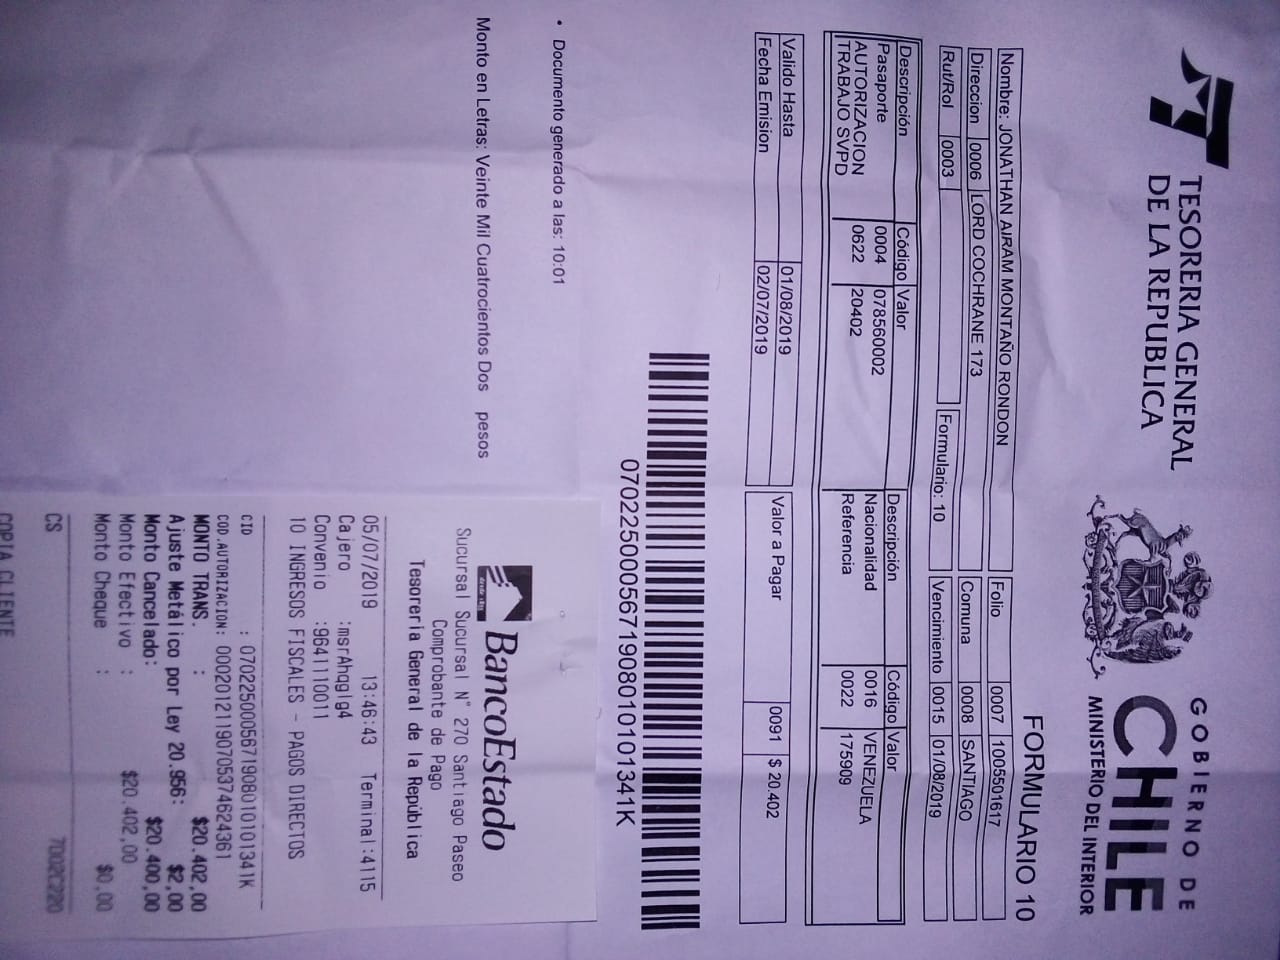 TESORERIA GENERAL
DE LA REPUBLICA
GOBIERNO DE
CHILE
MINISTERIO DEL INTERIOR
FORMULARIO 10
Nombre: JONATHAN AIRAM MONTAÑO RONDON
Folio 0007 1005501617
Direccion 0006 LORD COCHRANE 173
Comuna 0008 SANTIAGO
Rut/Rol 0003 Formulario: 10
Vencimiento 0015 01/08/2019
Descripción Código Valor
Pasaporte 0004 078560002
AUTORIZACION 0622 20402
TRABAJO SVPD
Descripción Código Valor
Nacionalidad 0016 VENEZUELA
Referencia 0022 175909
Valido Hasta 01/08/2019
Fecha Emision 02/07/2019
Valor a Pagar 0091 $ 20.402
0702250005671908010101341K
• Documento generado a las: 10:01
Monto en Letras: Veinte Mil Cuatrocientos Dos pesos
desde 1855
BancoEstado
Sucursal Sucursal N° 270 Santiago Paseo
Comprobante de Pago
Tesorería General de la República
05/07/2019 13:46:43 Terminal:4115
Cajero :msrAhqglg4
Convenio :9641110011
10 INGRESOS FISCALES - PAGOS DIRECTOS
CID : 0702250005671908010101341K
COD.AUTORIZACION: 000201211907053746243​61
MONTO TRANS. : $20.402,00
Ajuste Metálico por Ley 20.956: $2,00
Monto Cancelado: $20.400,00
Monto Efectivo : $20.402,00
Monto Cheque : $0,00
CS 7D02C220
COPIA CLIENTE